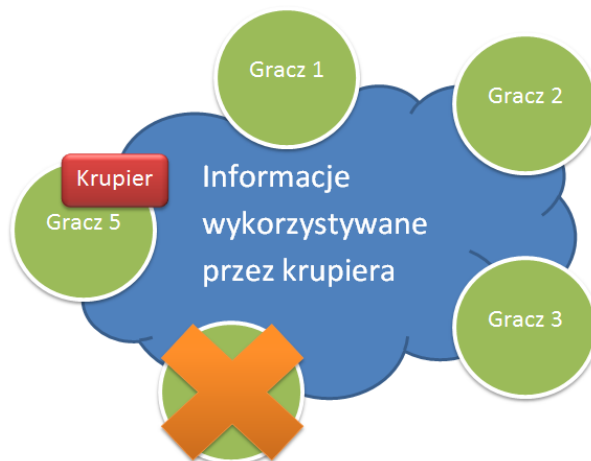 Gracz 1
Gracz 2
Krupier
Gracz 5
Informacje
wykorzystywane
przez krupiera
Gracz 3